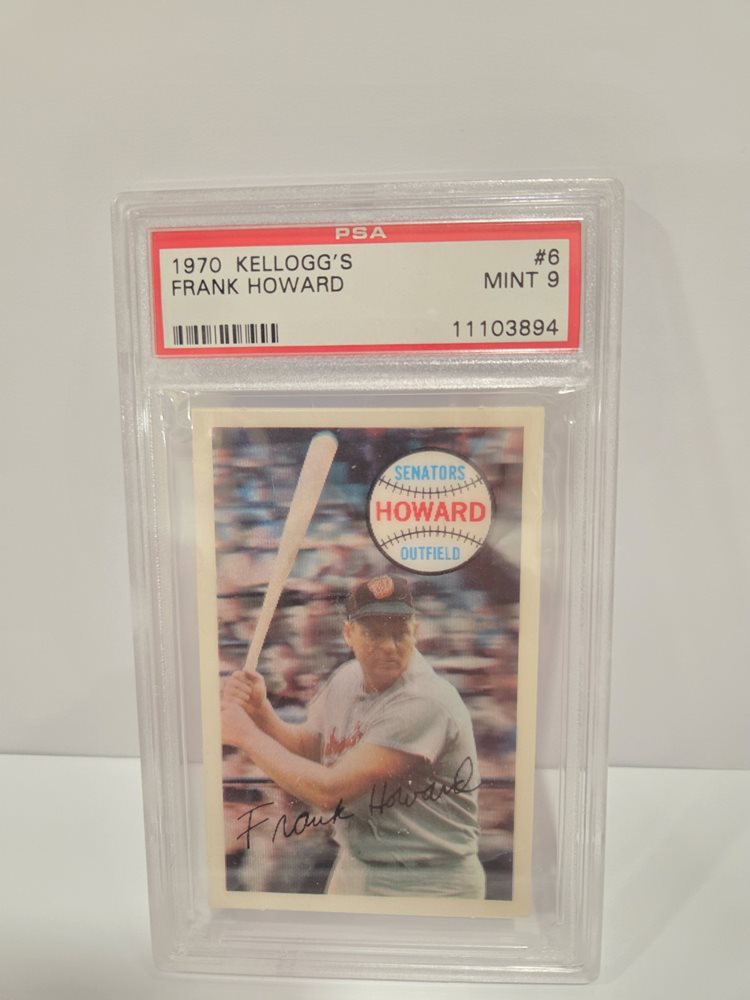 PSA
1970 KELLOGG'S #6
FRANK HOWARD MINT 9
11103894
SENATORS
HOWARD
OUTFIELD
Frank Howard